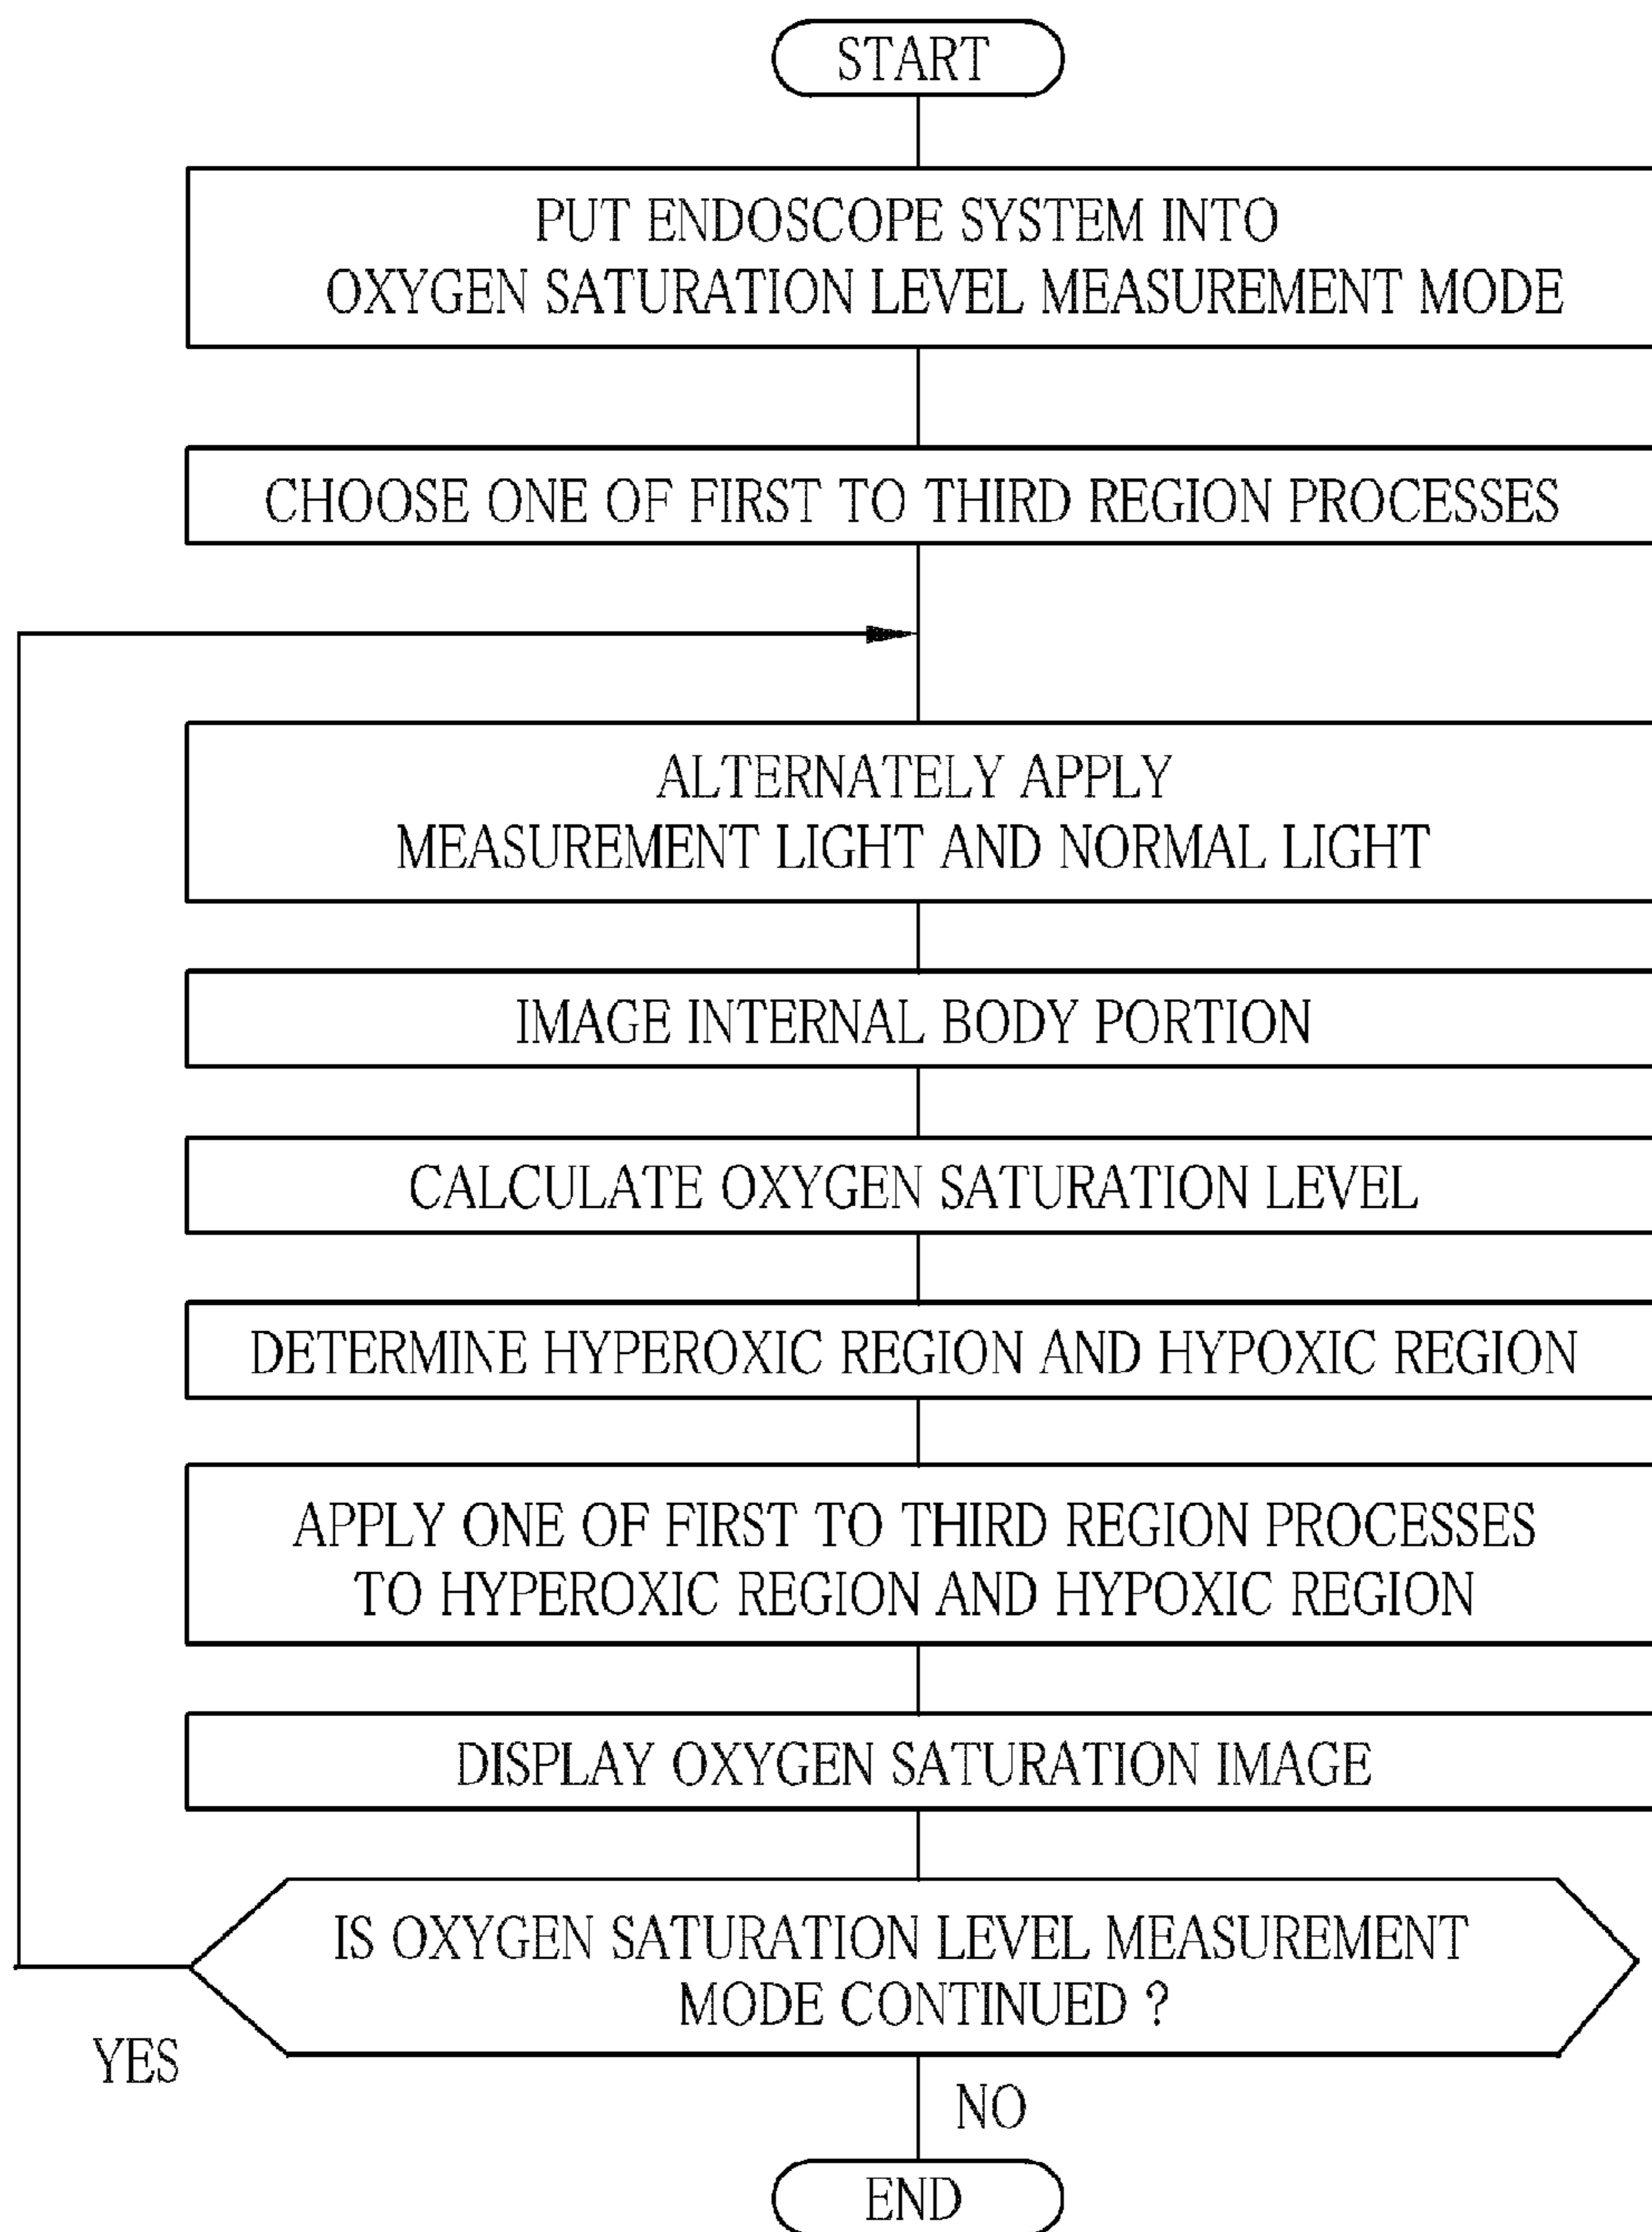 START
PUT ENDOSCOPE SYSTEM INTO
OXYGEN SATURATION LEVEL MEASUREMENT MODE
CHOOSE ONE OF FIRST TO THIRD REGION PROCESSES
ALTERNATELY APPLY
MEASUREMENT LIGHT AND NORMAL LIGHT
IMAGE INTERNAL BODY PORTION
CALCULATE OXYGEN SATURATION LEVEL
DETERMINE HYPEROXIC REGION AND HYPOXIC REGION
APPLY ONE OF FIRST TO THIRD REGION PROCESSES
TO HYPEROXIC REGION AND HYPOXIC REGION
DISPLAY OXYGEN SATURATION IMAGE
IS OXYGEN SATURATION LEVEL MEASUREMENT
MODE CONTINUED ?
YES
NO
END